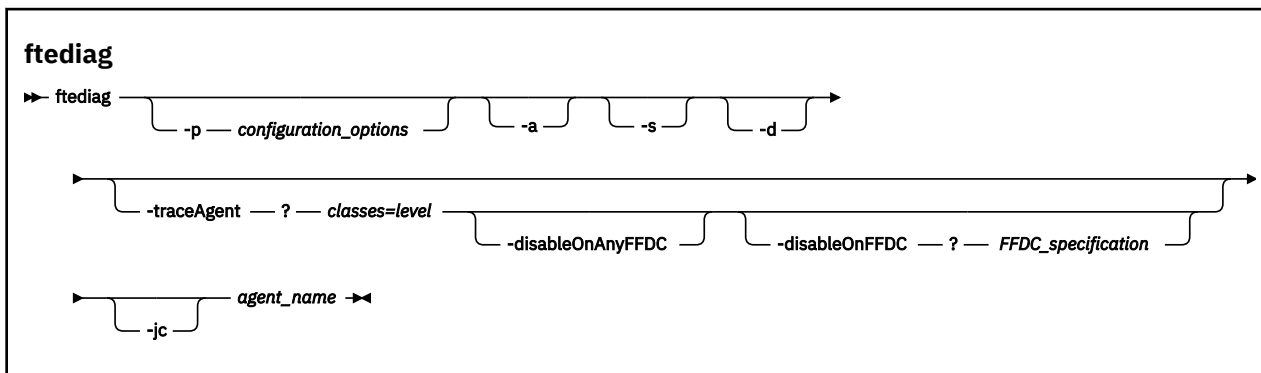 ftediag
ftediag
-p configuration_options -a -s -d
-traceAgent ? classes=level
-disableOnAnyFFDC -disableOnFFDC ? FFDC_specification
agent_name
-jc